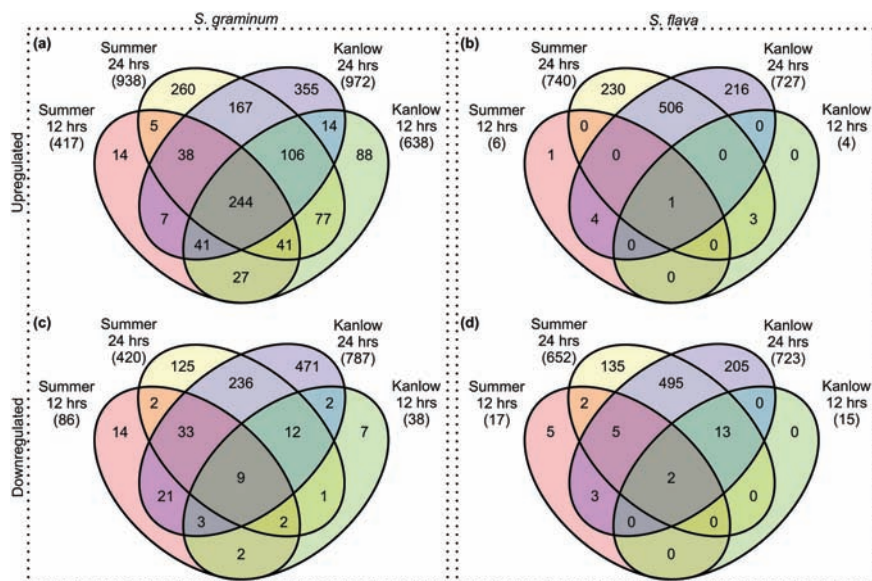 S. graminum
S. flava
Upregulated
(a)
Summer
24 hrs
(938)
Kanlow
24 hrs
(972)
Summer
12 hrs
(417)
Kanlow
12 hrs
(638)
260
355
167
5
14
14
38
106
88
244
7
77
41
41
27
(b)
Summer
24 hrs
(740)
Kanlow
24 hrs
(727)
Summer
12 hrs
(6)
Kanlow
12 hrs
(4)
230
216
506
0
0
1
0
0
0
1
4
3
0
0
0
Downregulated
(c)
Summer
24 hrs
(420)
Kanlow
24 hrs
(787)
Summer
12 hrs
(86)
Kanlow
12 hrs
(38)
125
471
236
2
2
14
33
12
7
9
21
1
3
2
2
(d)
Summer
24 hrs
(652)
Kanlow
24 hrs
(723)
Summer
12 hrs
(17)
Kanlow
12 hrs
(15)
135
205
495
2
0
5
5
13
0
2
3
0
0
0
0